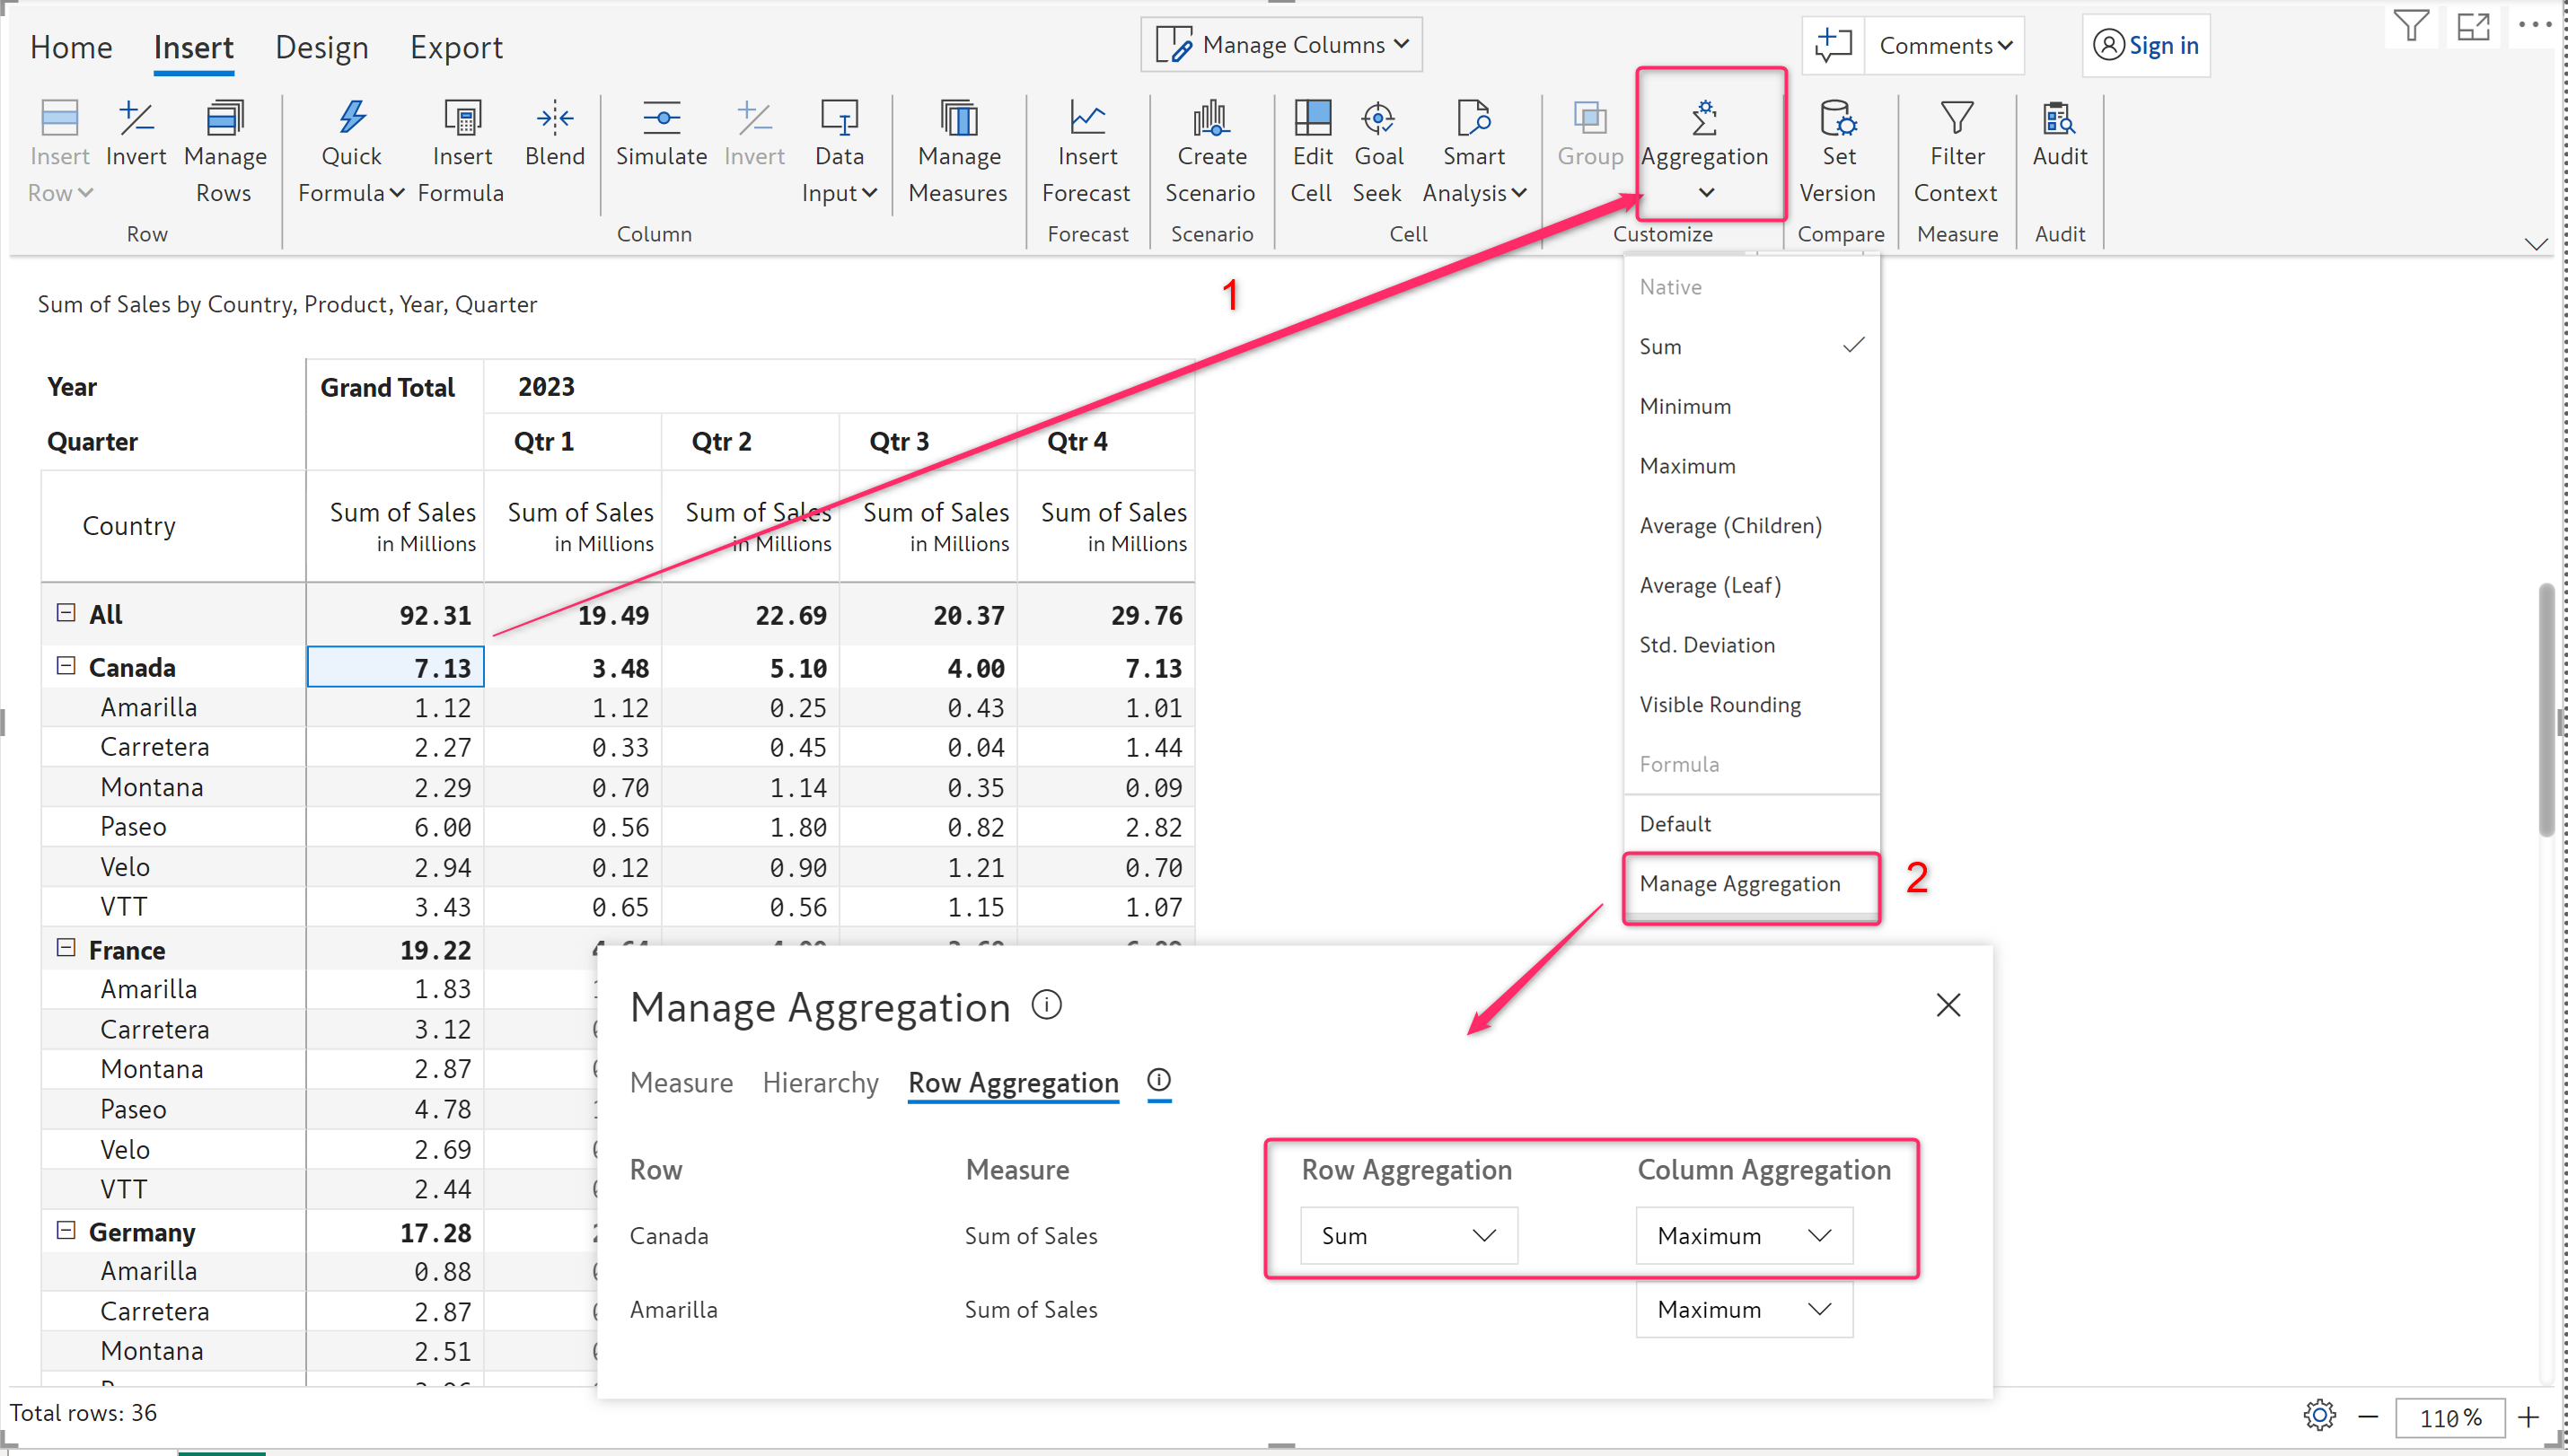 Home Insert Design Export Manage Columns Comments Sign in
Insert Row Invert Manage Rows Quick Formula Insert Formula Blend Simulate Invert Data Input Manage Measures Insert Forecast Create Scenario Edit Cell Goal Seek Smart Analysis Group Aggregation Set Version Filter Context Audit
Row Column Forecast Scenario Cell Customize Compare Measure Audit
1
Sum of Sales by Country, Product, Year, Quarter
Native
Sum
Minimum
Maximum
Average (Children)
Average (Leaf)
Std. Deviation
Visible Rounding
Formula
Default
Manage Aggregation
2
Year Grand Total 2023
Quarter Qtr 1 Qtr 2 Qtr 3 Qtr 4
Country Sum of Sales in Millions Sum of Sales in Millions Sum of Sales in Millions Sum of Sales in Millions Sum of Sales in Millions
All 92.31 19.49 22.69 20.37 29.76
Canada 7.13 3.48 5.10 4.00 7.13
Amarilla 1.12 1.12 0.25 0.43 1.01
Carretera 2.27 0.33 0.45 0.04 1.44
Montana 2.29 0.70 1.14 0.35 0.09
Paseo 6.00 0.56 1.80 0.82 2.82
Velo 2.94 0.12 0.90 1.21 0.70
VTT 3.43 0.65 0.56 1.15 1.07
France 19.22
Amarilla 1.83
Carretera 3.12
Montana 2.87
Paseo 4.78
Velo 2.69
VTT 2.44
Germany 17.28
Amarilla 0.88
Carretera 2.87
Montana 2.51
Manage Aggregation
Measure Hierarchy Row Aggregation
Row Measure Row Aggregation Column Aggregation
Canada Sum of Sales Sum Maximum
Amarilla Sum of Sales Maximum
Total rows: 36
110%